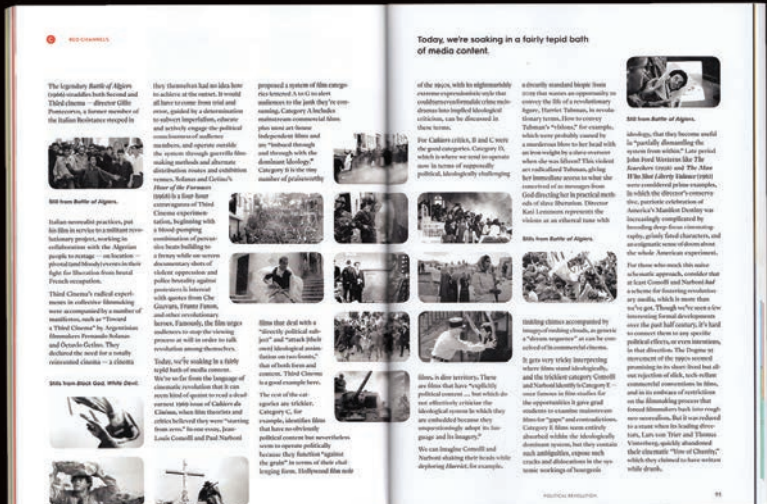 C RED CHANNELS
The legendary Battle of Algiers
(1966) straddles both Second and
Third cinema — director Gillo
Pontecorvo, a former member of
the Italian Resistance steeped in
Still from Battle of Algiers.
Italian neorealist practices, put
his film in service to a militant revo-
lutionary project, working in
collaboration with the Algerian
people to restage — on location —
pivotal (and bloody) events in their
fight for liberation from brutal
French occupation.
Third Cinema's radical experi-
ments in collective filmmaking
were accompanied by a number of
manifestos, such as "Toward
a Third Cinema" by Argentinian
filmmakers Fernando Solanas
and Octavio Getino. They
declared the need for a totally
reinvented cinema — a cinema
Stills from Black God, White Devil.
they themselves had no idea how
to achieve at the outset. It would
all have to come from trial and
error, guided by a determination
to subvert imperialism, educate
and actively engage the political
consciousness of audience
members, and operate outside
the system through guerrilla film-
making methods and alternate
distribution routes and exhibition
venues. Solanas and Getino's
Hour of the Furnaces
(1968) is a four-hour
extravaganza of Third
Cinema experimen-
tation, beginning with
a blood-pumping
combination of percus-
sive beats building to
a frenzy while on-screen
documentary shots of
violent oppression and
police brutality against
protesters is intercut
with quotes from Che
Guevara, Frantz Fanon,
and other revolutionary
heroes. Famously, the film urges
audiences to stop the viewing
process at will in order to talk
revolution among themselves.
Today, we're soaking in a fairly
tepid bath of media content.
We're so far from the language of
cinematic revolution that it can
seem kind of quaint to read a dead-
earnest 1969 issue of Cahiers du
Cinéma, when film theorists and
critics believed they were "starting
from zero." In one essay, Jean-
Louis Comolli and Paul Narboni
proposed a system of film catego-
ries lettered A to G to alert
audiences to the junk they're con-
suming. Category A includes
mainstream commercial films
plus most art-house
independent films and
are "imbued through
and through with the
dominant ideology."
Category B is the tiny
number of praiseworthy
films that deal with a
"directly political sub-
ject" and "attack [their
own] ideological assim-
ilation on two fronts,"
that of both form and
content. Third Cinema
is a good example here.
The rest of the cat-
egories are trickier.
Category C, for
example, identifies films
that have no obviously
political content but nevertheless
seem to operate politically
because they function "against
the grain" in terms of their chal-
lenging form. Hollywood film noir
Today, we're soaking in a fairly tepid bath
of media content.
of the 1940s, with its nightmarishly
extreme expressionistic style that
could turn even formulaic crime melo-
dramas into implied ideological
criticism, can be discussed in
these terms.
For Cahiers critics, B and C were
the good categories. Category D,
which is where we tend to operate
now in terms of supposedly
political, ideologically challenging
films, is dire territory. These
are films that have "explicitly
political content ... but which do
not effectively criticize the
ideological system in which they
are embedded because they
unquestioningly adopt its lan-
guage and its imagery."
We can imagine Comolli and
Narboni shaking their heads while
deploring Harriet, for example,
a drearily standard biopic from
2019 that wastes an opportunity to
convey the life of a revolutionary
figure, Harriet Tubman, in revolu-
tionary terms. How to convey
Tubman's "visions," for example,
which were probably caused by
a murderous blow to her head with
an iron weight by a slave overseer
when she was fifteen? This violent
act radicalized Tubman, giving
her immediate access to what she
conceived of as messages from
God directing her in practical meth-
ods of slave liberation. Director
Kasi Lemmons represents the
visions as an ethereal tune with
Stills from Battle of Algiers.
tinkling chimes accompanied by
imagery of rushing clouds, as generic
a "dream sequence" as can be con-
ceived of in commercial cinema.
It gets very tricky interpreting
where films stand ideologically,
and the trickiest category Comolli
and Narboni identify is Category E —
once famous in film studies for
the opportunities it gave grad
students to examine mainstream
films for "gaps" and contradictions.
Category E films seem entirely
absorbed within the ideologically
dominant system, but they contain
such ambiguities, expose such
cracks and dislocations in the sys-
temic workings of bourgeois
Still from Battle of Algiers.
ideology, that they become useful
in "partially dismantling the
system from within." Late period
John Ford Westerns like The
Searchers (1956) and The Man
Who Shot Liberty Valence (1962)
were considered prime examples,
in which the director's conserva-
tive, patriotic celebration of
America's Manifest Destiny was
increasingly complicated by
brooding deep-focus cinematog-
raphy, grimly fated characters, and
an enigmatic sense of doom about
the whole American experiment.
For those who mock this naive
schematic approach, consider that
at least Comolli and Narboni had
a scheme for fostering revolution-
ary media, which is more than
we've got. Though we've seen a few
interesting formal developments
over the past half century, it's hard
to connect them to any specific
political effects, or even intentions,
in that direction. The Dogme 95
movement of the 1990s seemed
promising in its short-lived but all-
out rejection of slick, tech-reliant
commercial conventions in films,
and in its embrace of restrictions
on the filmmaking process that
forced filmmakers back into rough
new neorealism. But it was reduced
to a stunt when its leading direc-
tors, Lars von Trier and Thomas
Vinterberg, quickly abandoned
their cinematic "Vow of Chastity,"
which they claimed to have written
while drunk.
POLITICAL REVOLUTION